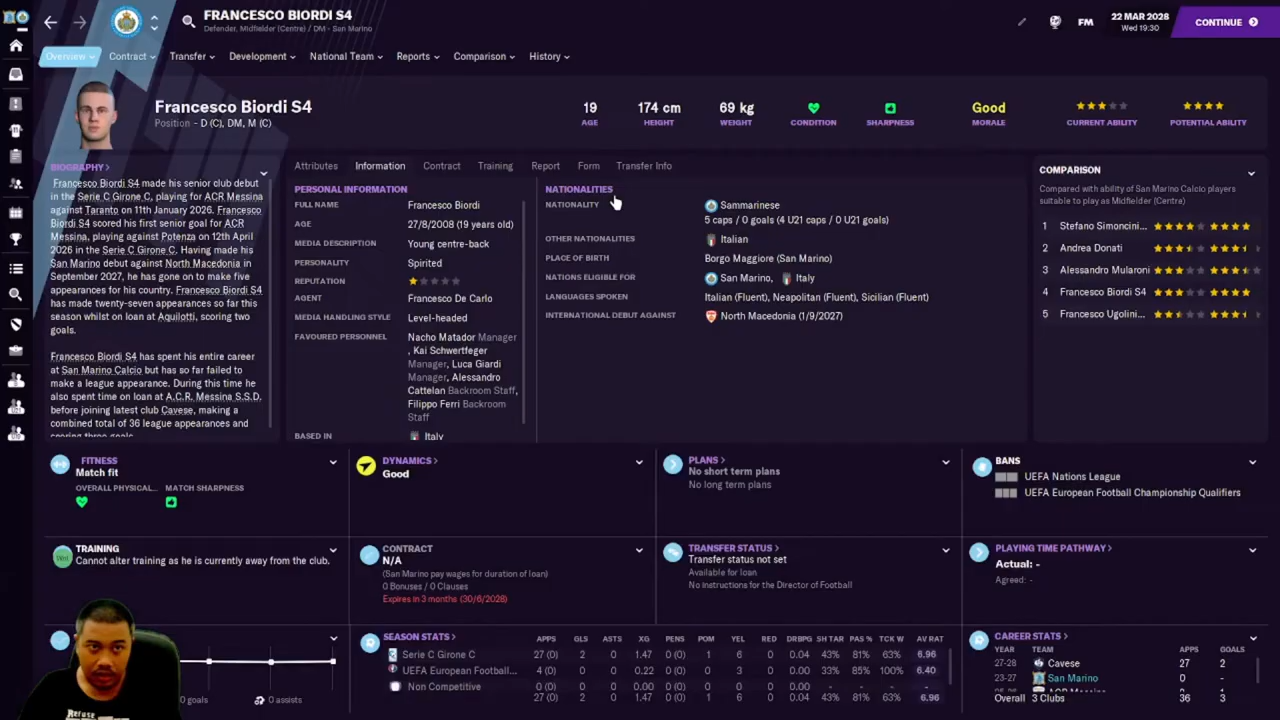 FRANCESCO BIORDI S4
Defender, Midfielder (Centre) / DM - San Marino
FM
22 MAR 2028
Wed 19:30
CONTINUE
Overview
Contract
Transfer
Development
National Team
Reports
Comparison
History
Francesco Biordi S4
Position - D (C), DM, M (C)
19
AGE
174 cm
HEIGHT
69 kg
WEIGHT
CONDITION
SHARPNESS
Good
MORALE
CURRENT ABILITY
POTENTIAL ABILITY
BIOGRAPHY >
Francesco Biordi S4 made his senior club debut
in the Serie C Girone C, playing for ACR Messina
against Taranto on 11th January 2026. Francesco
Biordi S4 scored his first senior goal for ACR
Messina, playing against Potenza on 12th April
2026 in the Serie C Girone C. Having made his
San Marino debut against North Macedonia in
September 2027, he has gone on to make five
appearances for his country. Francesco Biordi S4
has made twenty-seven appearances so far this
season whilst on loan at Aquilotti, scoring two
goals.
Francesco Biordi S4 has spent his entire career
at San Marino Calcio but has so far failed to
make a league appearance. During this time he
also spent time on loan at A.C.R. Messina S.S.D.
before joining latest club Cavese, making a
combined total of 36 league appearances and
scoring three goals.
Attributes
Information
Contract
Training
Report
Form
Transfer Info
PERSONAL INFORMATION
FULL NAME Francesco Biordi
AGE 27/8/2008 (19 years old)
MEDIA DESCRIPTION Young centre-back
PERSONALITY Spirited
REPUTATION
AGENT Francesco De Carlo
MEDIA HANDLING STYLE Level-headed
FAVOURED PERSONNEL Nacho Matador Manager
, Kai Schwertfeger
Manager, Luca Giardi
Manager, Alessandro
Cattelan Backroom Staff,
Filippo Ferri Backroom
Staff
BASED IN Italy
NATIONALITIES
NATIONALITY Sammarinese
5 caps / 0 goals (4 U21 caps / 0 U21 goals)
OTHER NATIONALITIES Italian
PLACE OF BIRTH Borgo Maggiore (San Marino)
NATIONS ELIGIBLE FOR San Marino, Italy
LANGUAGES SPOKEN Italian (Fluent), Neapolitan (Fluent), Sicilian (Fluent)
INTERNATIONAL DEBUT AGAINST North Macedonia (1/9/2027)
COMPARISON
Compared with ability of San Marino Calcio players
suitable to play as Midfielder (Centre)
1 Stefano Simoncini...
2 Andrea Donati
3 Alessandro Mularoni
4 Francesco Biordi S4
5 Francesco Ugolini...
FITNESS
Match fit
OVERALL PHYSICAL... MATCH SHARPNESS
DYNAMICS >
Good
PLANS >
No short term plans
No long term plans
BANS
UEFA Nations League
UEFA European Football Championship Qualifiers
TRAINING
Cannot alter training as he is currently away from the club.
CONTRACT
N/A
(San Marino pay wages for duration of loan)
0 Bonuses / 0 Clauses
Expires in 3 months (30/6/2028)
TRANSFER STATUS >
Transfer status not set
Available for loan
No instructions for the Director of Football
PLAYING TIME PATHWAY >
Actual: -
Agreed: -
0 goals 0 assists
SEASON STATS > APPS GLS ASTS XG PENS POM YEL RED DRBPG SH TAR PAS % TCK W AV RAT
Serie C Girone C 27 (0) 2 0 1.47 0 (0) 1 6 0 0.04 43% 81% 63% 6.96
UEFA European Football... 4 (0) 0 0 0.22 0 (0) 0 3 0 0.00 33% 85% 100% 6.40
Non Competitive 0 (0) 0 0 0.00 0 (0) 0 0 0 0.00 - - - -
27 (0) 2 0 1.47 0 (0) 1 6 0 0.04 43% 81% 63% 6.96
CAREER STATS >
YEAR TEAM APPS GOALS
27-28 Cavese 27 2
23-27 San Marino 0 -
Overall 3 Clubs 36 3
REFUSE